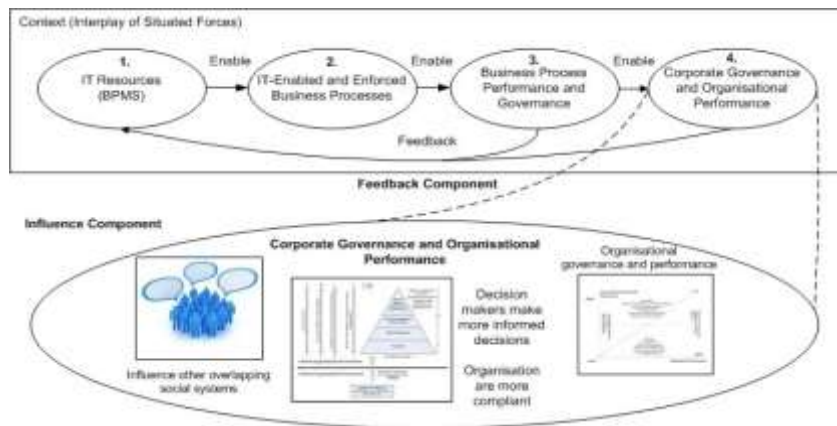 Context (Interplay of Situated Forces)
1.
IT Resources
(BPMS)
Enable
2.
IT-Enabled and Enforced
Business Processes
Enable
3.
Business Process
Performance and
Governance
Enable
4.
Corporate Governance
and Organisational
Performance
Feedback
Feedback Component
Influence Component
Corporate Governance and Organisational
Performance
Influence other overlapping
social systems
Decision
makers make
more informed
decisions
Organisation
are more
compliant
Organisational
governance and performance